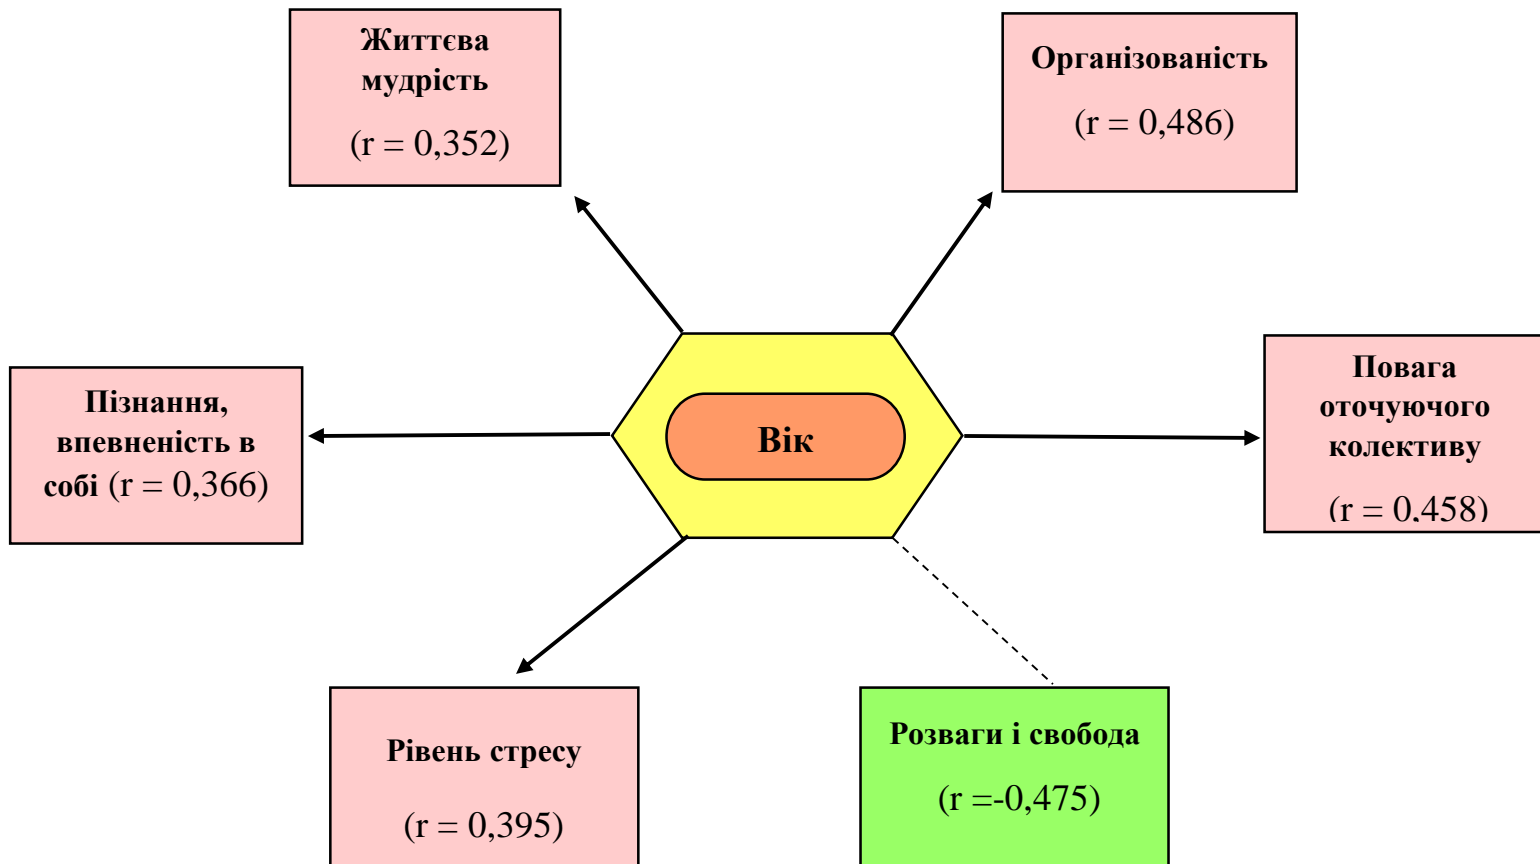 Життєва
мудрість
(r = 0,352)
Організованість
(r = 0,486)
Пізнання,
впевненість в
собі (r = 0,366)
Вік
Повага
оточуючого
колективу
(r = 0,458)
Рівень стресу
(r = 0,395)
Розваги і свобода
(r =-0,475)